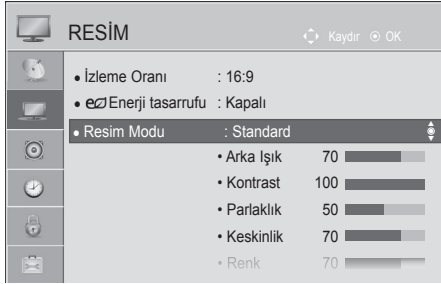 RESİM
Kaydır OK
• İzleme Oranı : 16:9
• eco Enerji tasarrufu : Kapalı
• Resim Modu : Standard
• Arka Işık 70
• Kontrast 100
• Parlaklık 50
• Keskinlik 70
• Renk 70